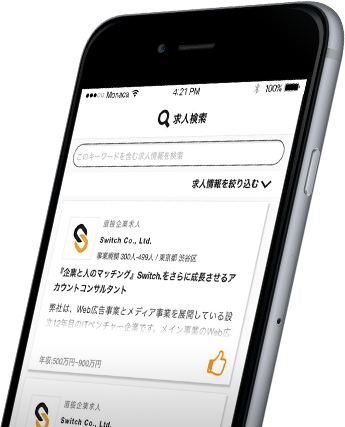 Monaca 4:21 PM 100%
求人検索
このキーワードを含む求人情報を検索
求人情報を絞り込む
直接企業求人
Switch Co., Ltd.
事業規模 300人-499人 / 東京都 渋谷区
『企業と人のマッチング』Switch.をさらに成長させるア
カウントコンサルタント
弊社は、Web広告事業とメディア事業を展開している設
立12年目のITベンチャー企業です。メイン事業のWeb広
年収:500万円~900万円
直接企業求人
Switch Co., Ltd.